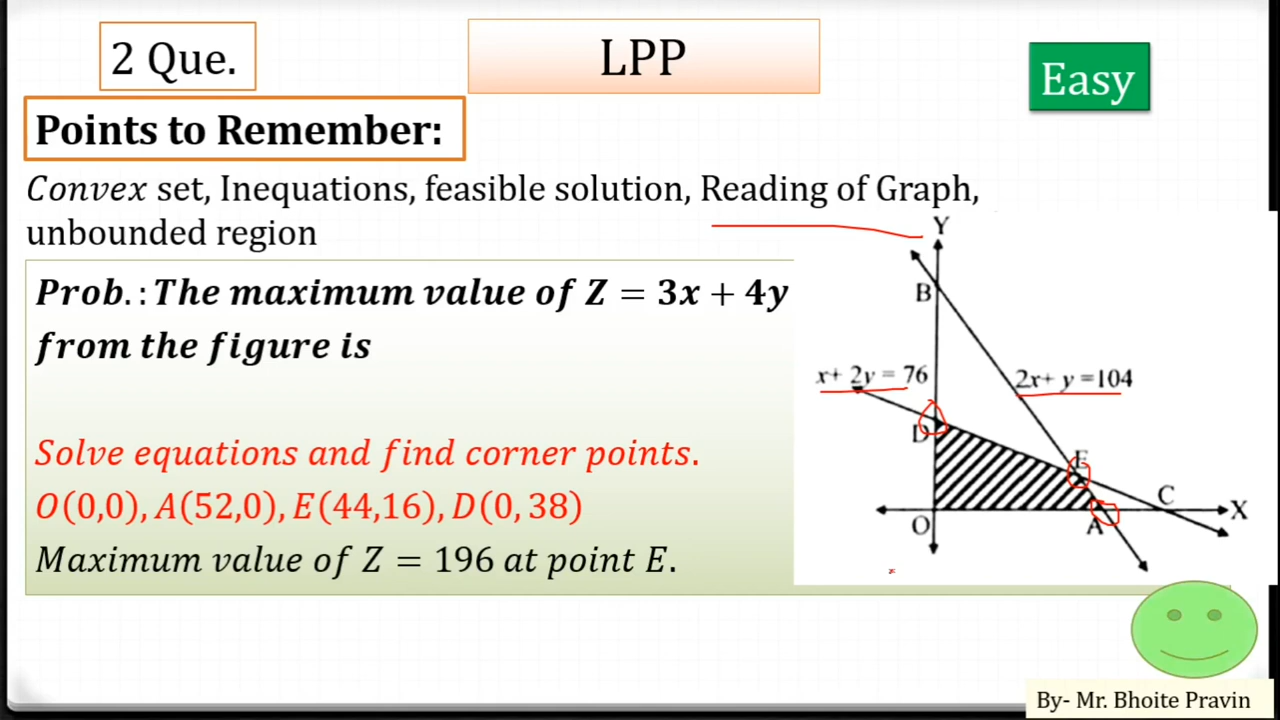 2 Que.
LPP
Easy
Points to Remember:
Convex set, Inequations, feasible solution, Reading of Graph,
unbounded region
Prob.: The maximum value of Z = 3x + 4y
from the figure is
Solve equations and find corner points.
O(0,0), A(52,0), E(44,16), D(0, 38)
Maximum value of Z = 196 at point E.
Y
B
x+ 2y = 76
2x+ y =104
D
E
C
X
O
A
By- Mr. Bhoite Pravin